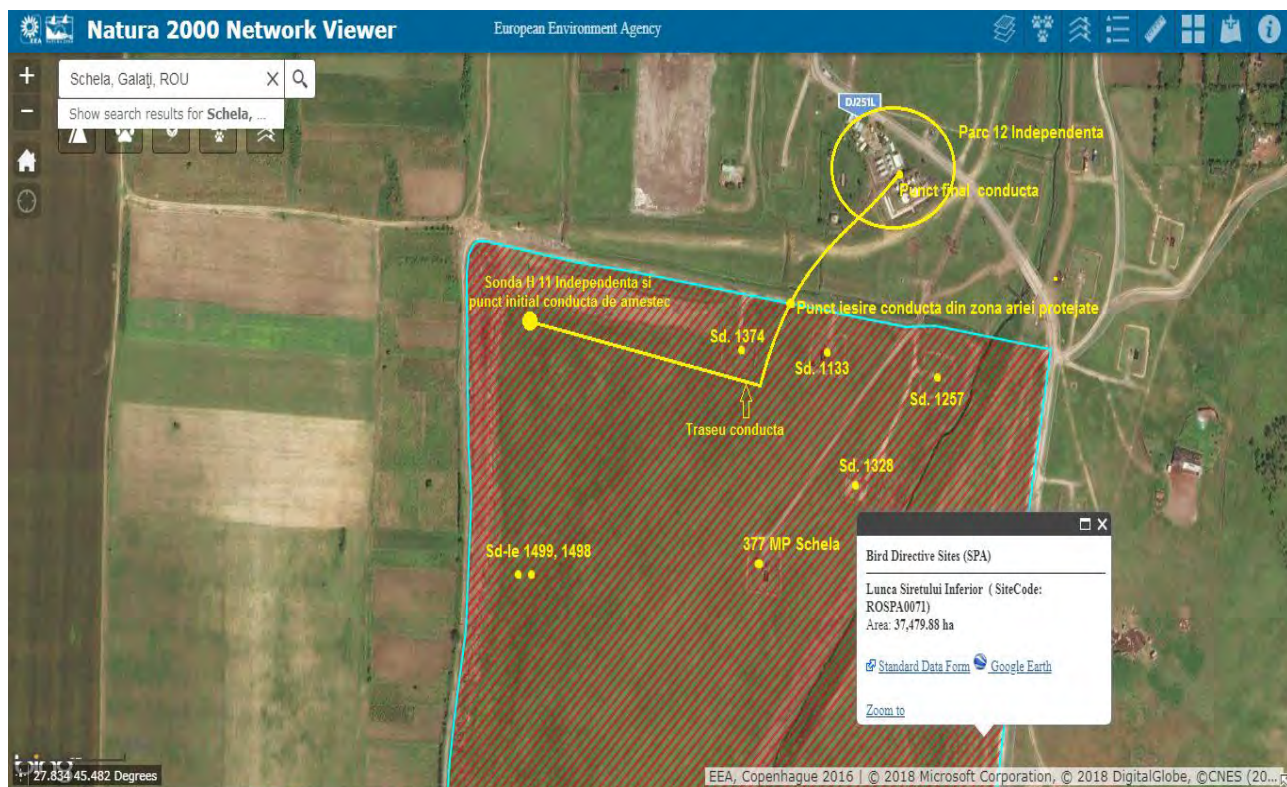 Natura 2000 Network Viewer
European Environment Agency
Schela, Galaţi, ROU
Show search results for Schela, ...
DJ251L
Parc 12 Independenta
Punct final conducta
Sonda H 11 Independenta si
punct initial conducta de amestec
Punct iesire conducta din zona ariei protejate
Sd. 1374
Sd. 1133
Sd. 1257
Traseu conducta
Sd. 1328
Sd-le 1499, 1498
377 MP Schela
Bird Directive Sites (SPA)
Lunca Siretului Inferior ( SiteCode:
ROSPA0071)
Area: 37,479.88 ha
Standard Data Form Google Earth
Zoom to
bing
27.834 45.482 Degrees
EEA, Copenhague 2016 | © 2018 Microsoft Corporation, © 2018 DigitalGlobe, ©CNES (20...